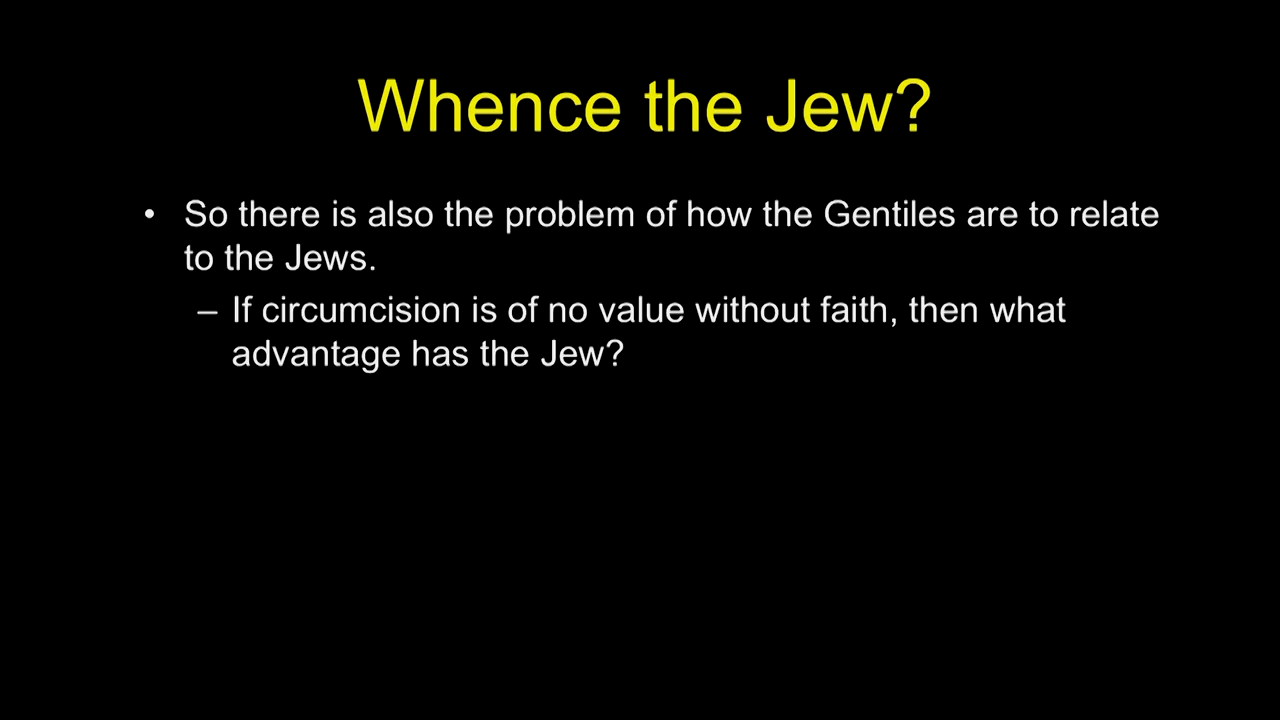 Whence the Jew?
• So there is also the problem of how the Gentiles are to relate
to the Jews.
– If circumcision is of no value without faith, then what
advantage has the Jew?